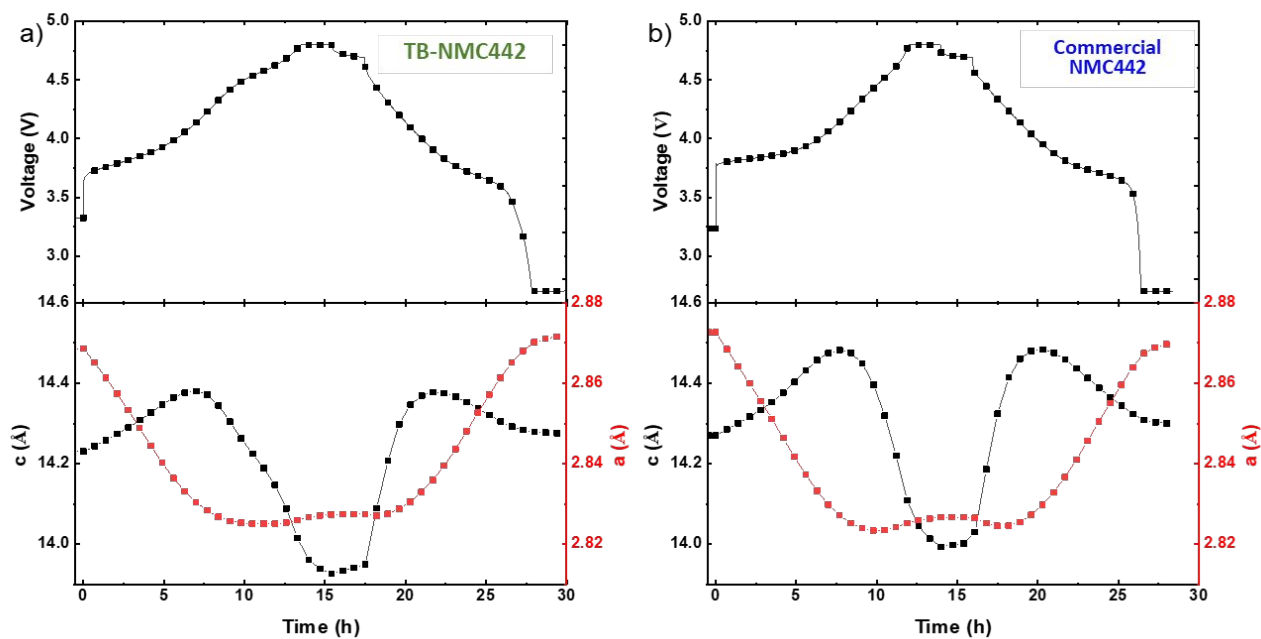 a)
TB-NMC442
5.0
4.5
4.0
3.5
3.0
Voltage (V)
14.6
14.4
14.2
14.0
c (Å)
2.88
2.86
2.84
2.82
a (Å)
0 5 10 15 20 25 30
Time (h)
b)
Commercial
NMC442
5.0
4.5
4.0
3.5
3.0
Voltage (V)
14.6
14.4
14.2
14.0
c (Å)
2.88
2.86
2.84
2.82
a (Å)
0 5 10 15 20 25 30
Time (h)